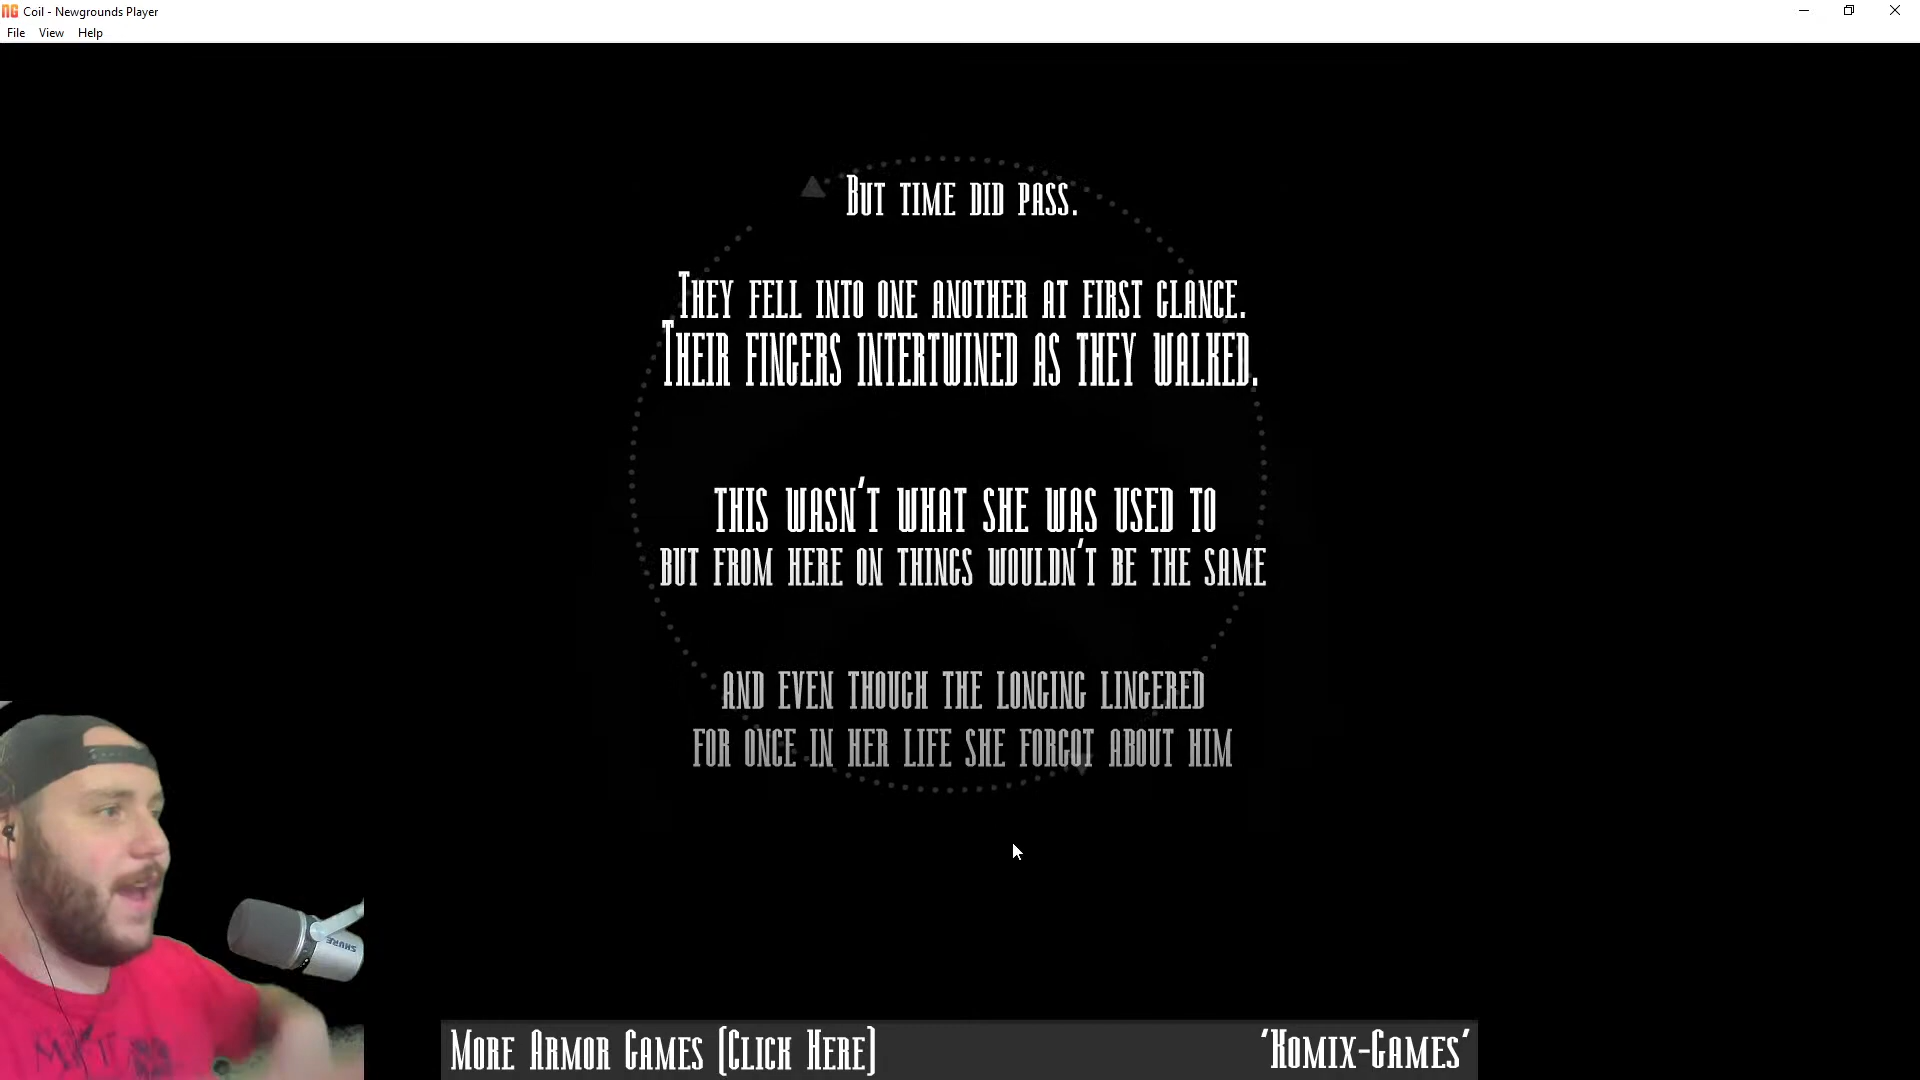 Coil - Newgrounds Player
File View Help
But time did pass.
They fell into one another at first glance.
Their fingers intertwined as they walked.
this wasn't what she was used to
but from here on things wouldn't be the same
and even though the longing lingered
for once in her life she forgot about him
SHURE
More Armor Games (Click Here)
'Komix-Games'